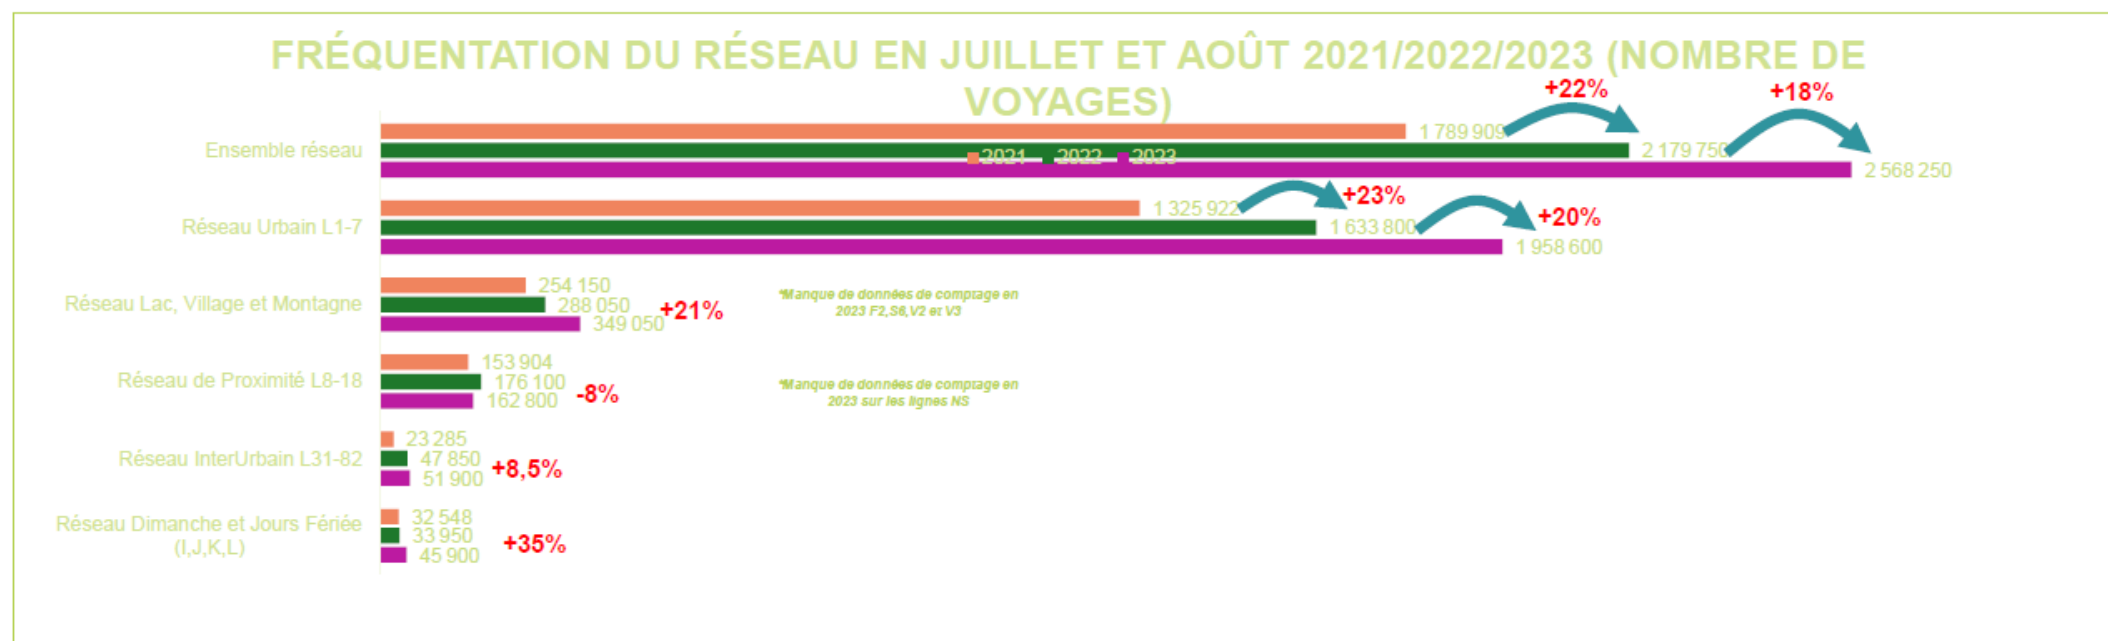 FRÉQUENTATION DU RÉSEAU EN JUILLET ET AOÛT 2021/2022/2023 (NOMBRE DE
VOYAGES)
+22%
+18%
Ensemble réseau
1 789 909
2 179 750
2 568 250
2021 2022 2023
Réseau Urbain L1-7
1 325 922
+23%
1 633 800
+20%
1 958 600
Réseau Lac, Village et Montagne
254 150
288 050
349 050
+21%
*Manque de données de comptage en
2023 F2,S6,V2 et V3
Réseau de Proximité L8-18
153 904
176 100
162 800
-8%
*Manque de données de comptage en
2023 sur les lignes NS
Réseau InterUrbain L31-82
23 285
47 850
51 900
+8,5%
Réseau Dimanche et Jours Fériée
(I,J,K,L)
32 548
33 950
45 900
+35%